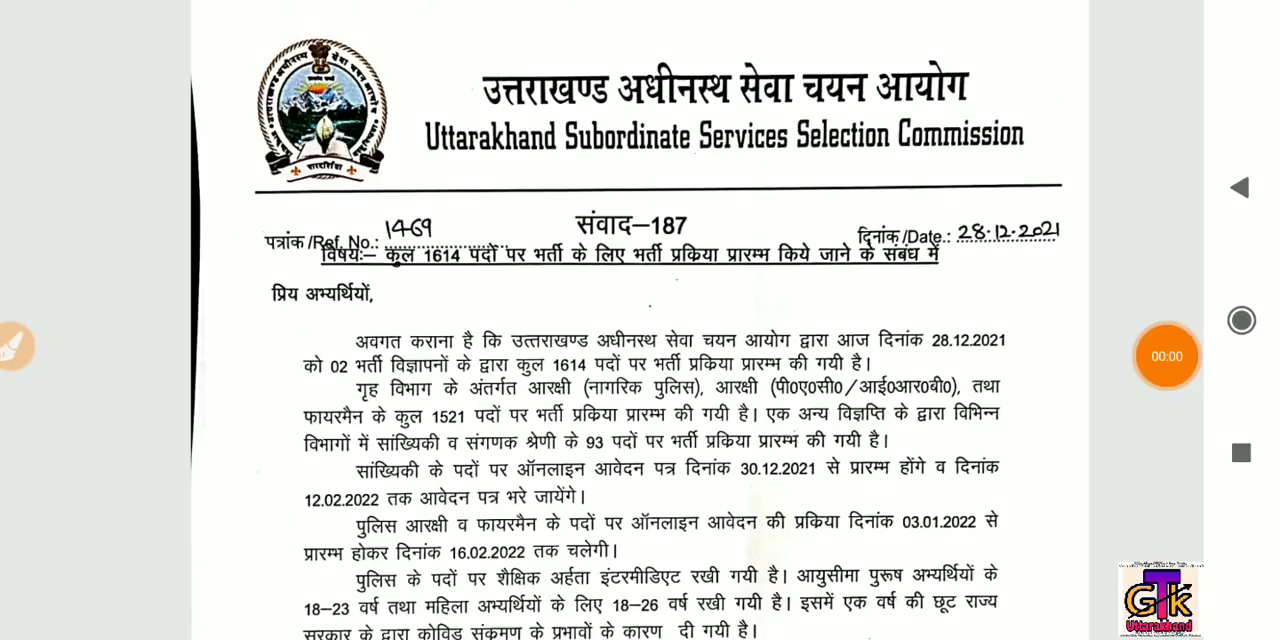 उत्तराखण्ड अधीनस्थ सेवा चयन आयोग
Uttarakhand Subordinate Services Selection Commission
पत्रांक /Ref. No.: 1469
संवाद–187
दिनांक /Date.: 28.12.2021
विषयः– कुल 1614 पदों पर भर्ती के लिए भर्ती प्रकिया प्रारम्भ किये जाने के संबंध में
प्रिय अभ्यर्थियों,
अवगत कराना है कि उत्तराखण्ड अधीनस्थ सेवा चयन आयोग द्वारा आज दिनांक 28.12.2021
को 02 भर्ती विज्ञापनों के द्वारा कुल 1614 पदों पर भर्ती प्रकिया प्रारम्भ की गयी है।
गृह विभाग के अंतर्गत आरक्षी (नागरिक पुलिस), आरक्षी (पी0ए0सी0/आई0आर0बी0), तथा
फायरमैन के कुल 1521 पदों पर भर्ती प्रकिया प्रारम्भ की गयी है। एक अन्य विज्ञप्ति के द्वारा विभिन्न
विभागों में सांख्यिकी व संगणक श्रेणी के 93 पदों पर भर्ती प्रकिया प्रारम्भ की गयी है।
सांख्यिकी के पदों पर ऑनलाइन आवेदन पत्र दिनांक 30.12.2021 से प्रारम्भ होंगे व दिनांक
12.02.2022 तक आवेदन पत्र भरे जायेंगे।
पुलिस आरक्षी व फायरमैन के पदों पर ऑनलाइन आवेदन की प्रकिया दिनांक 03.01.2022 से
प्रारम्भ होकर दिनांक 16.02.2022 तक चलेगी।
पुलिस के पदों पर शैक्षिक अर्हता इंटरमीडिएट रखी गयी है। आयुसीमा पुरूष अभ्यर्थियों के
18–23 वर्ष तथा महिला अभ्यर्थियों के लिए 18–26 वर्ष रखी गयी है। इसमें एक वर्ष की छूट राज्य
सरकार के द्वारा कोविड संकमण के प्रभावों के कारण दी गयी है।
00:00
GTK
Uttarakhand